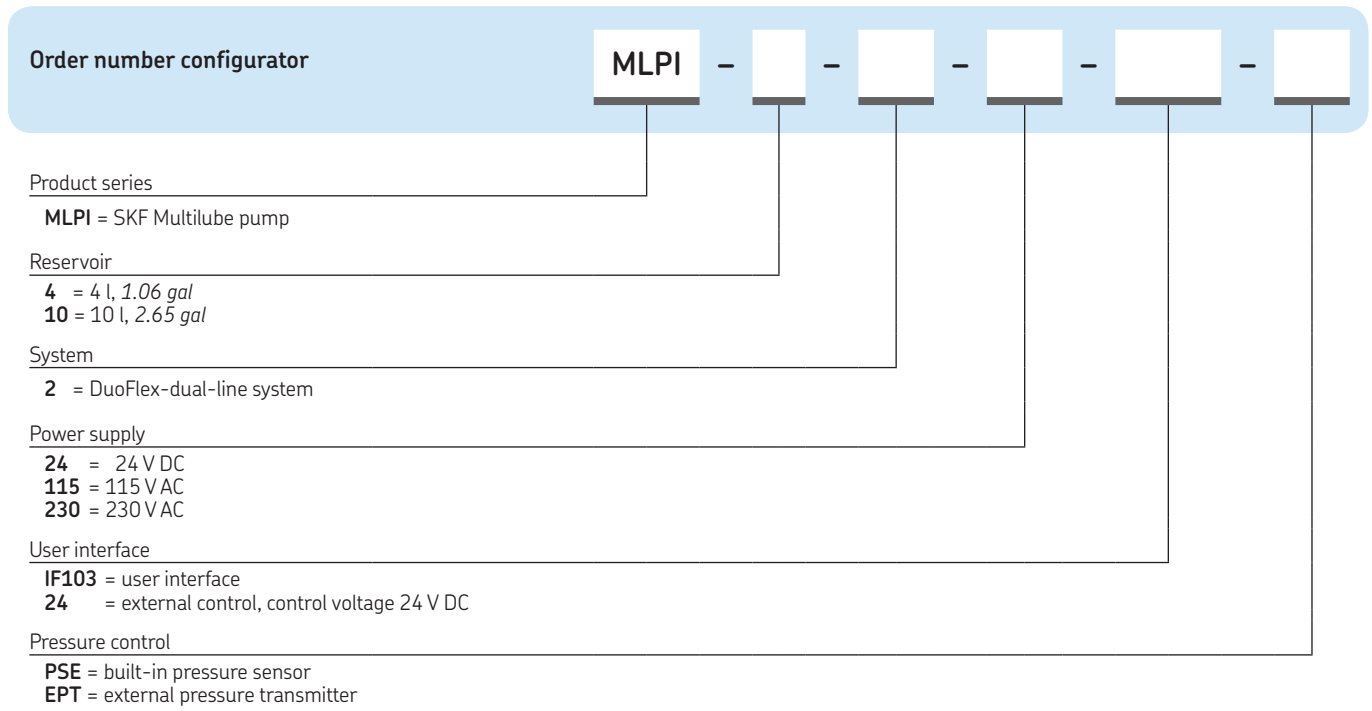 Order number configurator MLPI – – – – –
Product series
MLPI = SKF Multilube pump
Reservoir
4 = 4 l, 1.06 gal
10 = 10 l, 2.65 gal
System
2 = DuoFlex-dual-line system
Power supply
24 = 24 V DC
115 = 115 V AC
230 = 230 V AC
User interface
IF103 = user interface
24 = external control, control voltage 24 V DC
Pressure control
PSE = built-in pressure sensor
EPT = external pressure transmitter